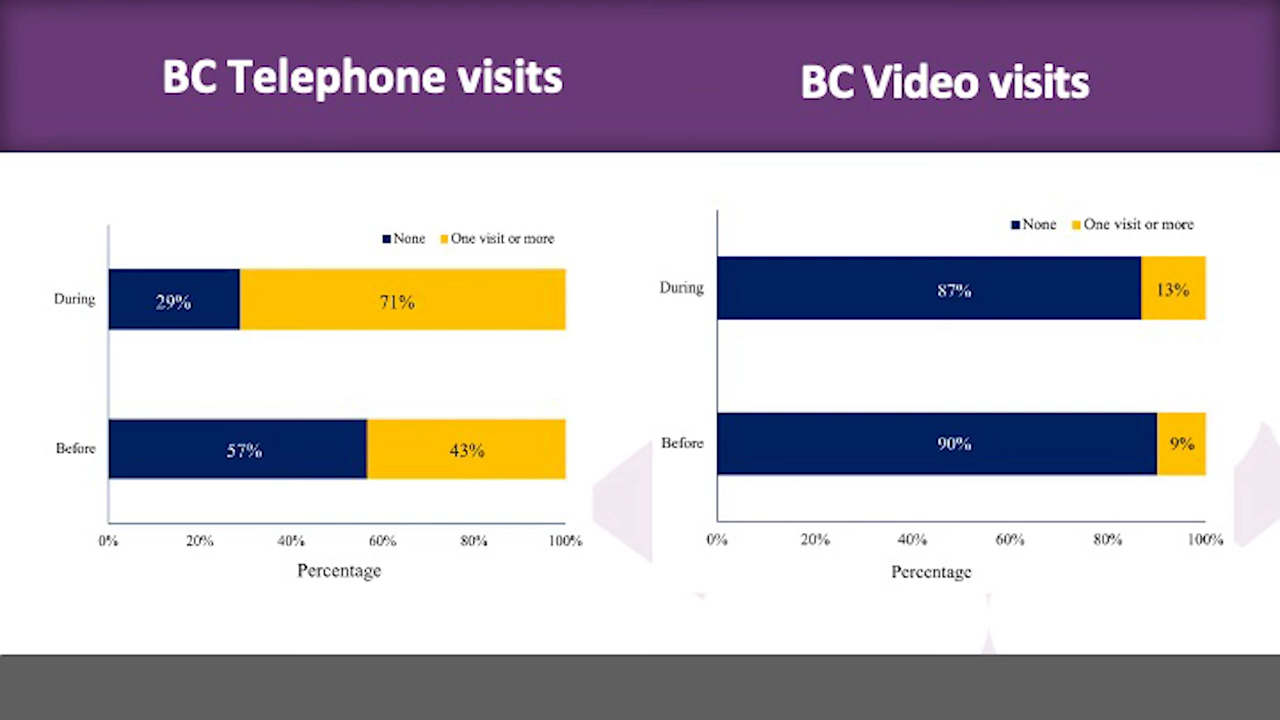 BC Telephone visits
BC Video visits
None One visit or more
During 29% 71%
Before 57% 43%
0% 20% 40% 60% 80% 100%
Percentage
None One visit or more
During 87% 13%
Before 90% 9%
0% 20% 40% 60% 80% 100%
Percentage